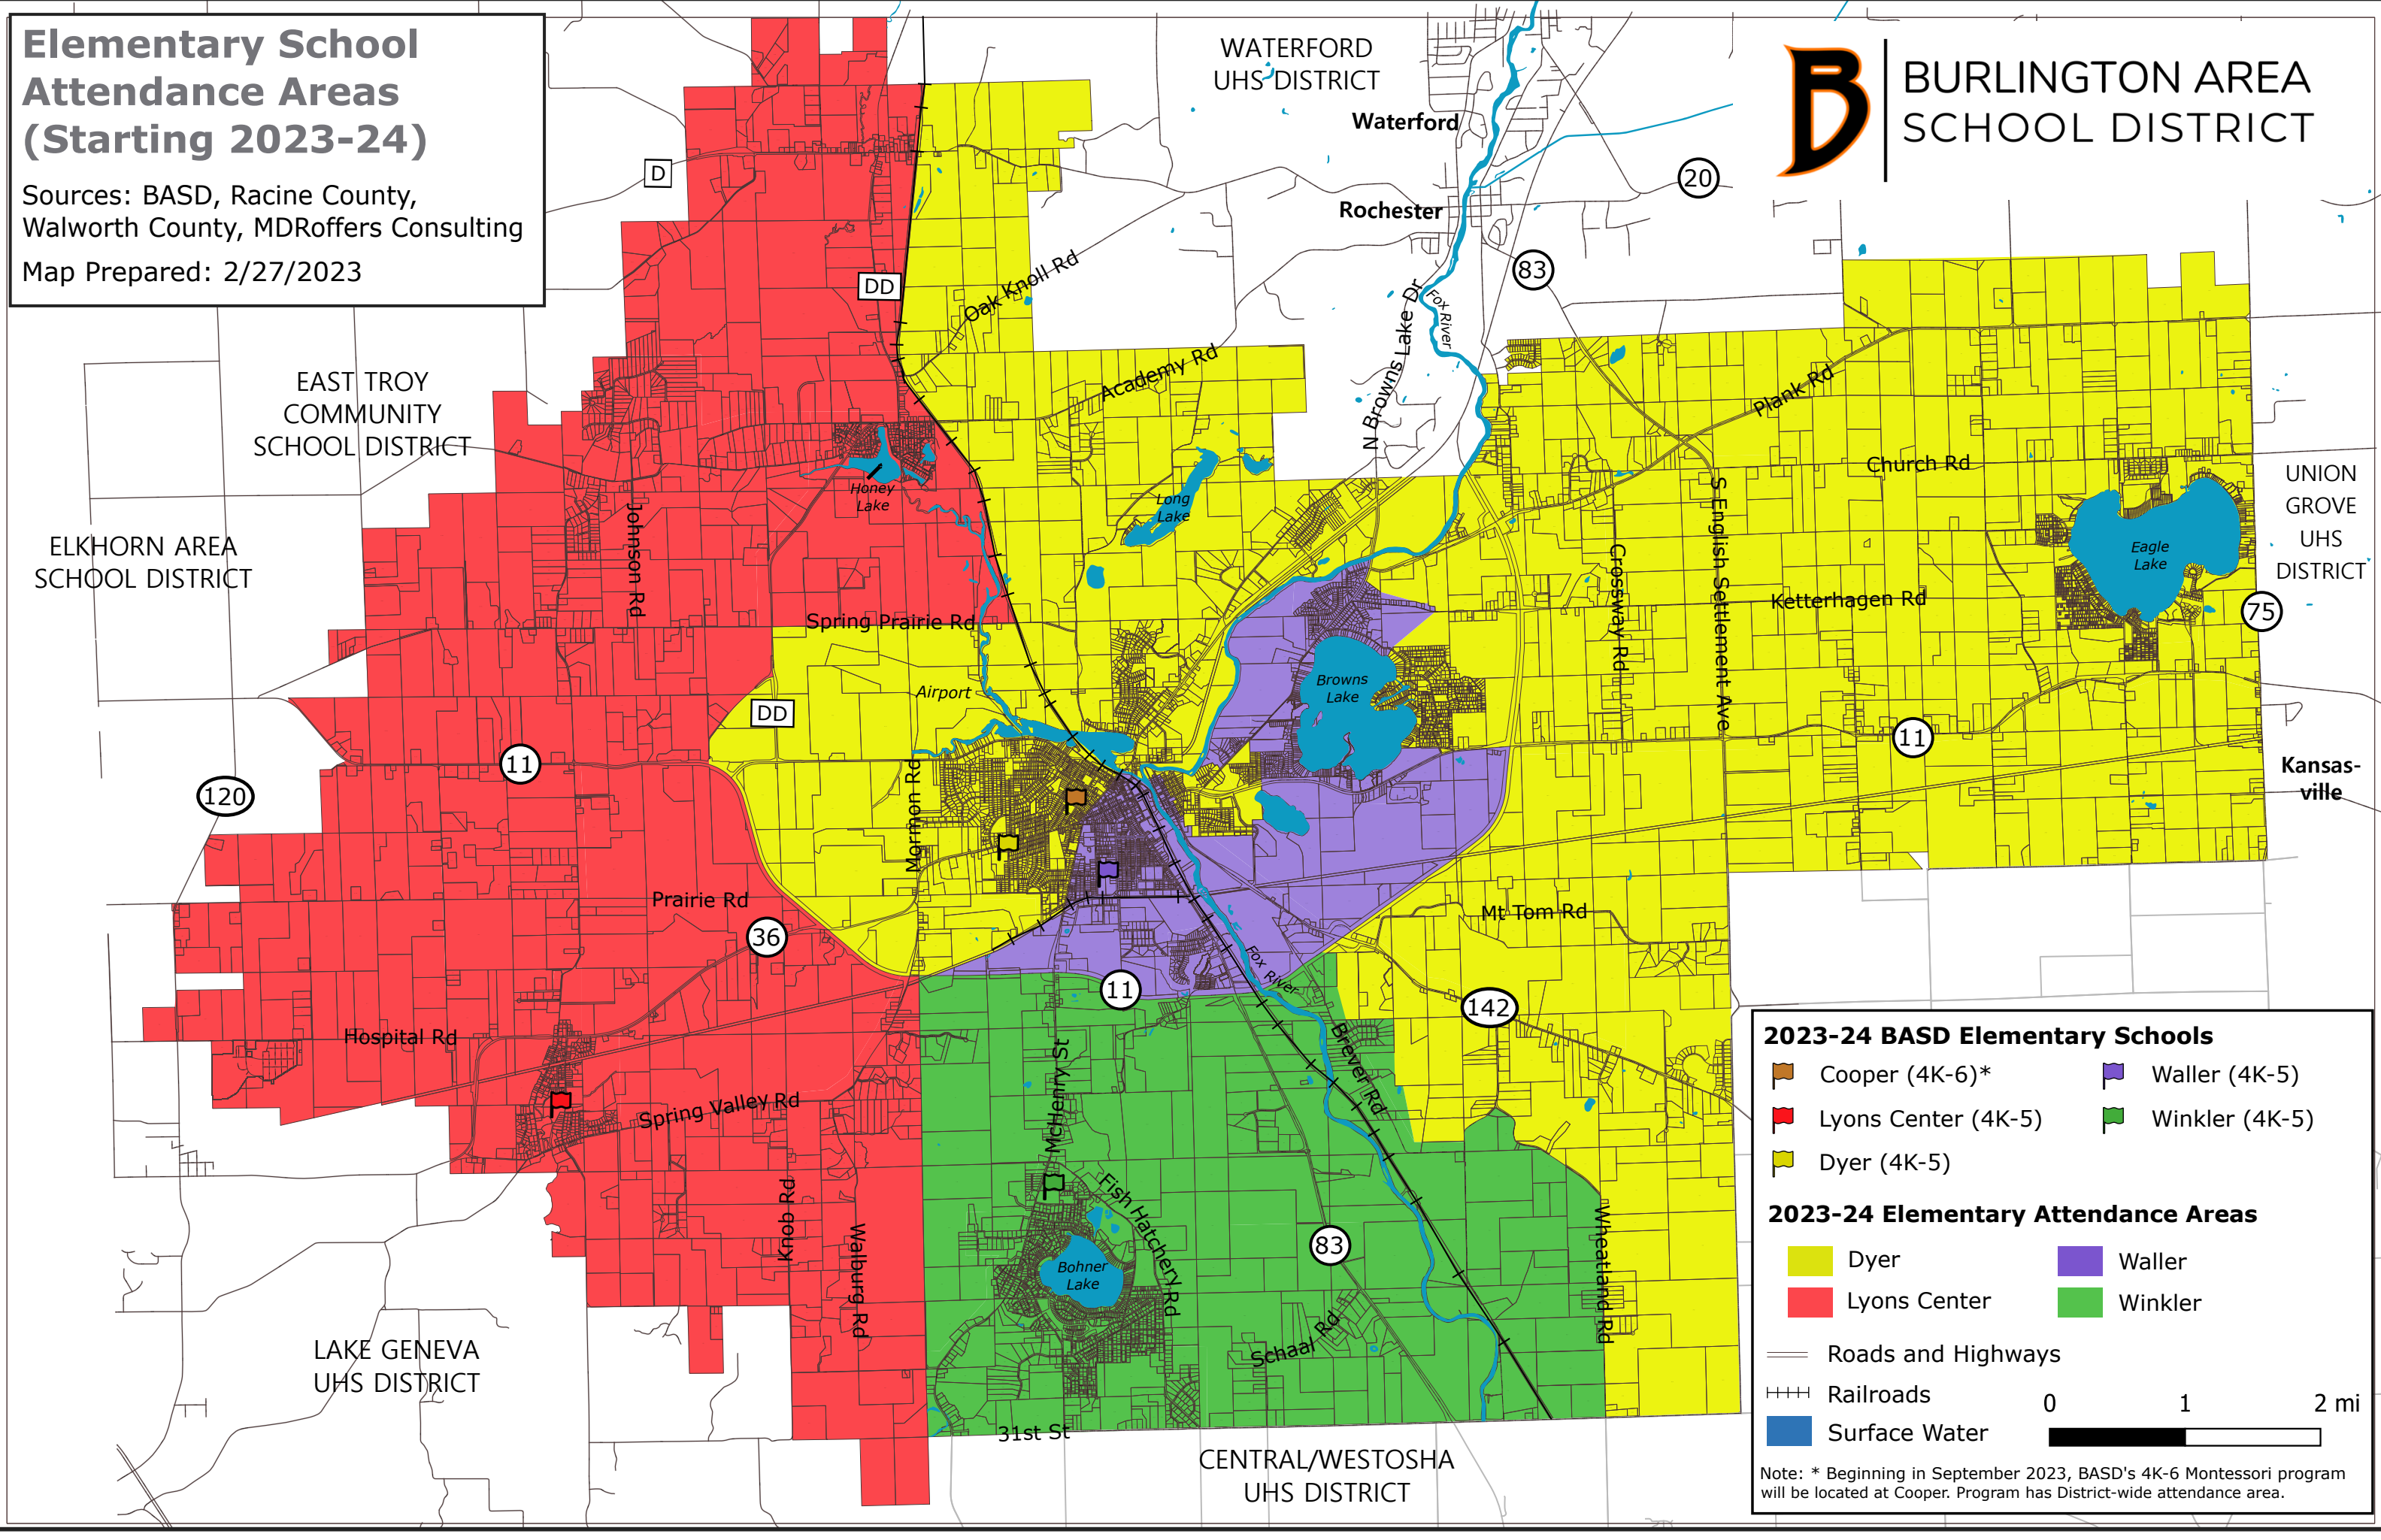 Elementary School
Attendance Areas
(Starting 2023-24)
Sources: BASD, Racine County,
Walworth County, MDRoffers Consulting
Map Prepared: 2/27/2023
BURLINGTON AREA
SCHOOL DISTRICT
WATERFORD
UHS DISTRICT
Waterford
Rochester
20
83
D
DD
Oak Knoll Rd
Academy Rd
N Browns Lake Dr
Fox River
Plank Rd
Church Rd
EAST TROY
COMMUNITY
SCHOOL DISTRICT
ELKHORN AREA
SCHOOL DISTRICT
UNION
GROVE
UHS
DISTRICT
Honey
Lake
Long
Lake
Eagle
Lake
Johnson Rd
Crossway Rd
S English Settlement Ave
Ketterhagen Rd
75
Spring Prairie Rd
Airport
Browns
Lake
DD
11
11
120
Kansas-
ville
Mormon Rd
Prairie Rd
36
Mt Tom Rd
Fox River
11
142
Hospital Rd
McHenry St
Brever Rd
Spring Valley Rd
Knob Rd
Walburg Rd
Fish Hatchery Rd
83
Wheatland Rd
Bohner
Lake
Schaal Rd
31st St
LAKE GENEVA
UHS DISTRICT
CENTRAL/WESTOSHA
UHS DISTRICT
2023-24 BASD Elementary Schools
Cooper (4K-6)*
Waller (4K-5)
Lyons Center (4K-5)
Winkler (4K-5)
Dyer (4K-5)
2023-24 Elementary Attendance Areas
Dyer
Waller
Lyons Center
Winkler
Roads and Highways
Railroads
Surface Water
0 1 2 mi
Note: * Beginning in September 2023, BASD's 4K-6 Montessori program
will be located at Cooper. Program has District-wide attendance area.